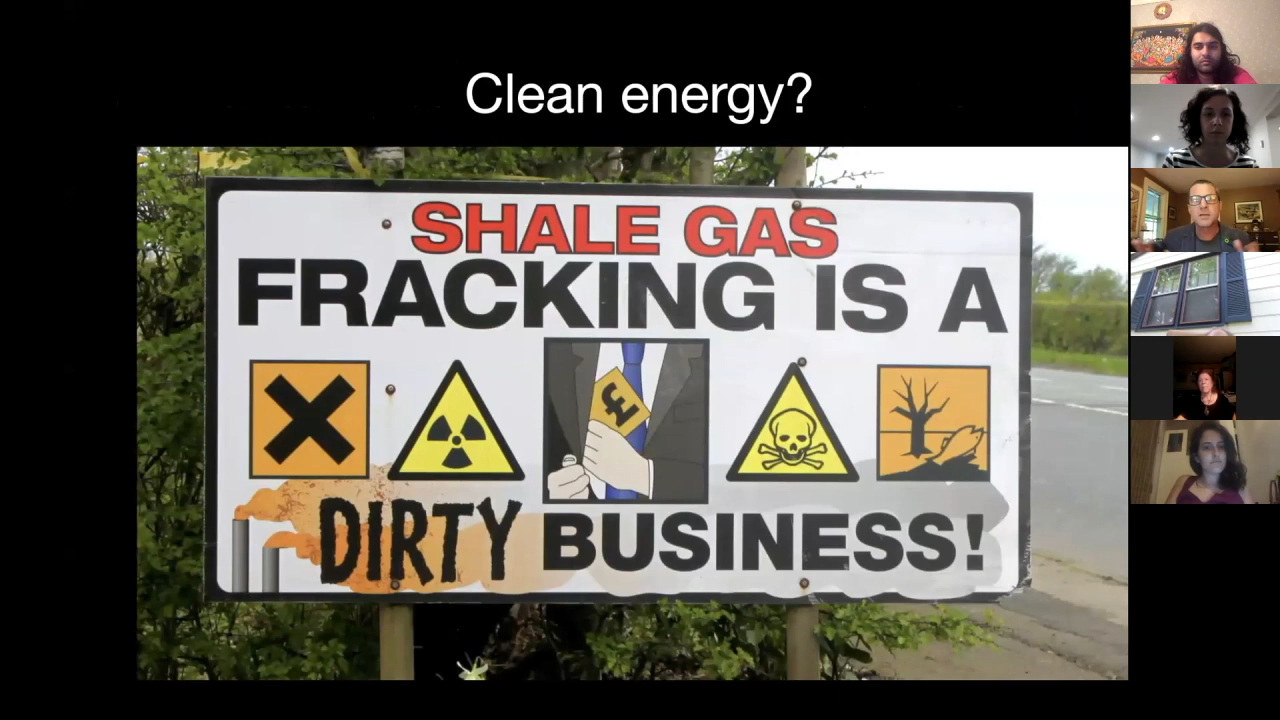 Clean energy?
SHALE GAS
FRACKING IS A
£
DIRTY BUSINESS!